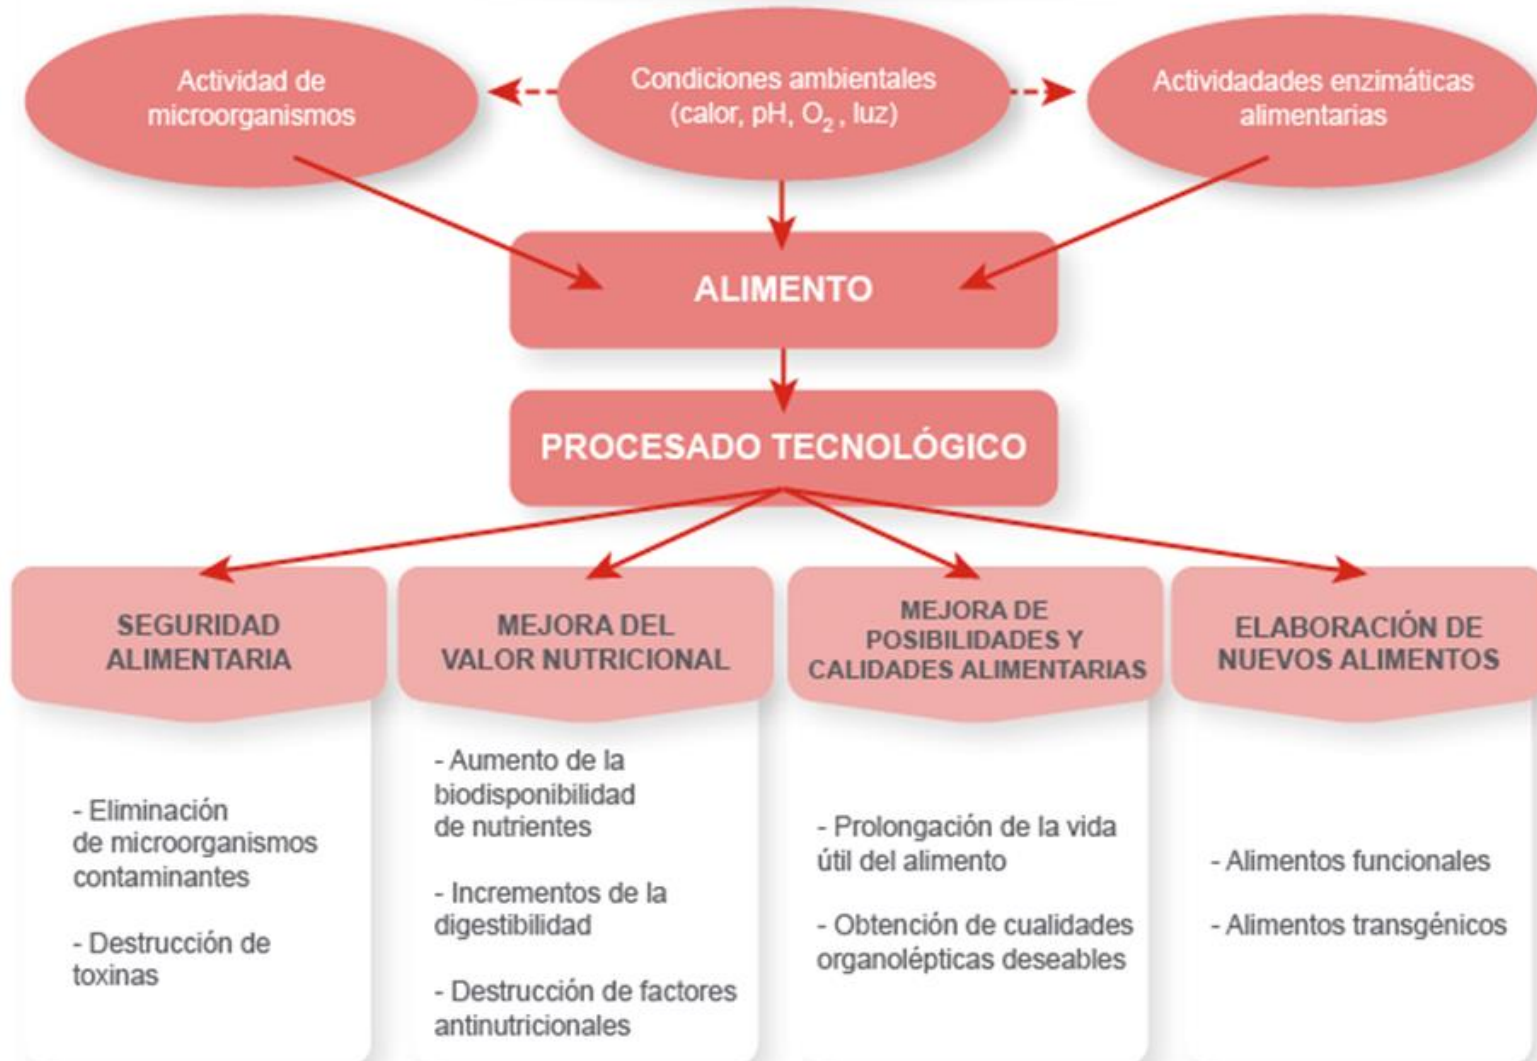 Actividad de
microorganismos
Condiciones ambientales
(calor, pH, O₂ , luz)
Actividadades enzimáticas
alimentarias
ALIMENTO
PROCESADO TECNOLÓGICO
SEGURIDAD
ALIMENTARIA
- Eliminación
de microorganismos
contaminantes
- Destrucción de
toxinas
MEJORA DEL
VALOR NUTRICIONAL
- Aumento de la
biodisponibilidad
de nutrientes
- Incrementos de la
digestibilidad
- Destrucción de factores
antinutricionales
MEJORA DE
POSIBILIDADES Y
CALIDADES ALIMENTARIAS
- Prolongación de la vida
útil del alimento
- Obtención de cualidades
organolépticas deseables
ELABORACIÓN DE
NUEVOS ALIMENTOS
- Alimentos funcionales
- Alimentos transgénicos